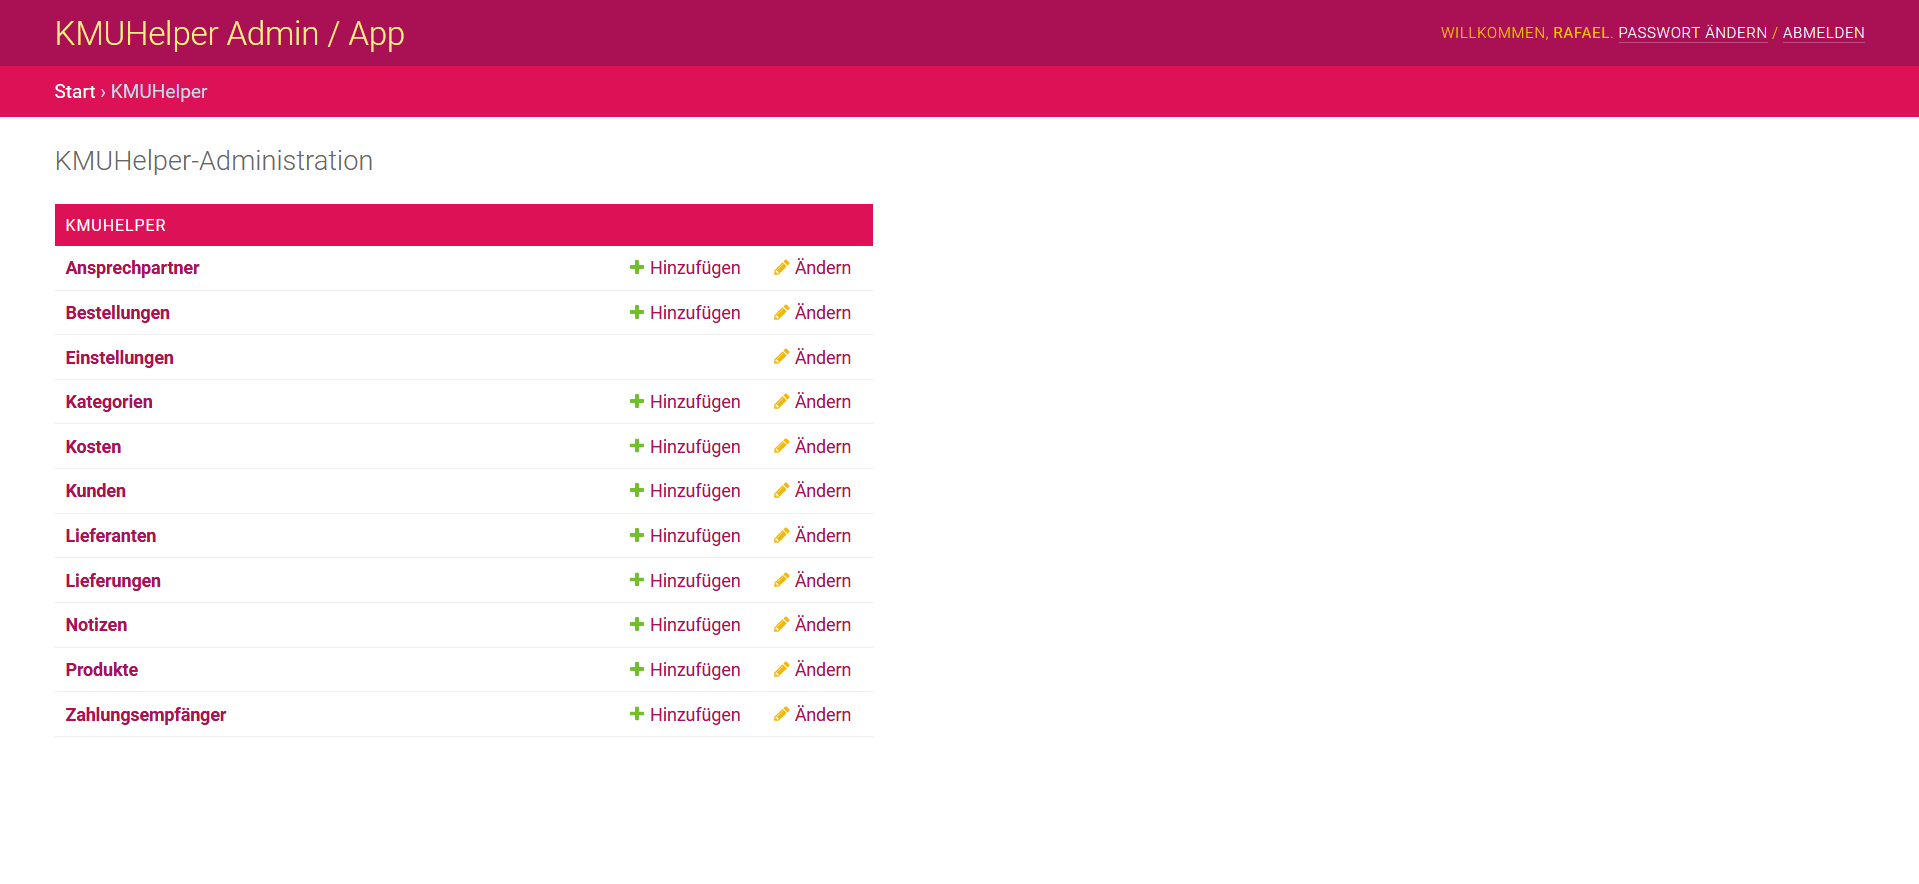 KMUHelper Admin / App
WILLKOMMEN, RAFAEL. PASSWORT ÄNDERN / ABMELDEN
Start › KMUHelper
KMUHelper-Administration
KMUHELPER
Ansprechpartner Hinzufügen Ändern
Bestellungen Hinzufügen Ändern
Einstellungen Ändern
Kategorien Hinzufügen Ändern
Kosten Hinzufügen Ändern
Kunden Hinzufügen Ändern
Lieferanten Hinzufügen Ändern
Lieferungen Hinzufügen Ändern
Notizen Hinzufügen Ändern
Produkte Hinzufügen Ändern
Zahlungsempfänger Hinzufügen Ändern